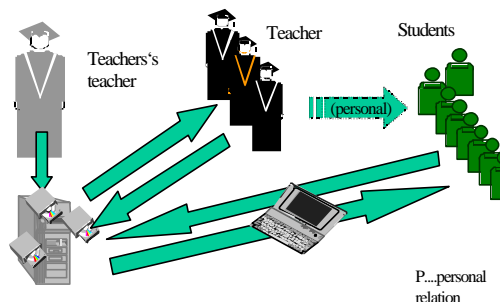 Teachers's
teacher
Teacher
Students
(personal)
P....personal
relation